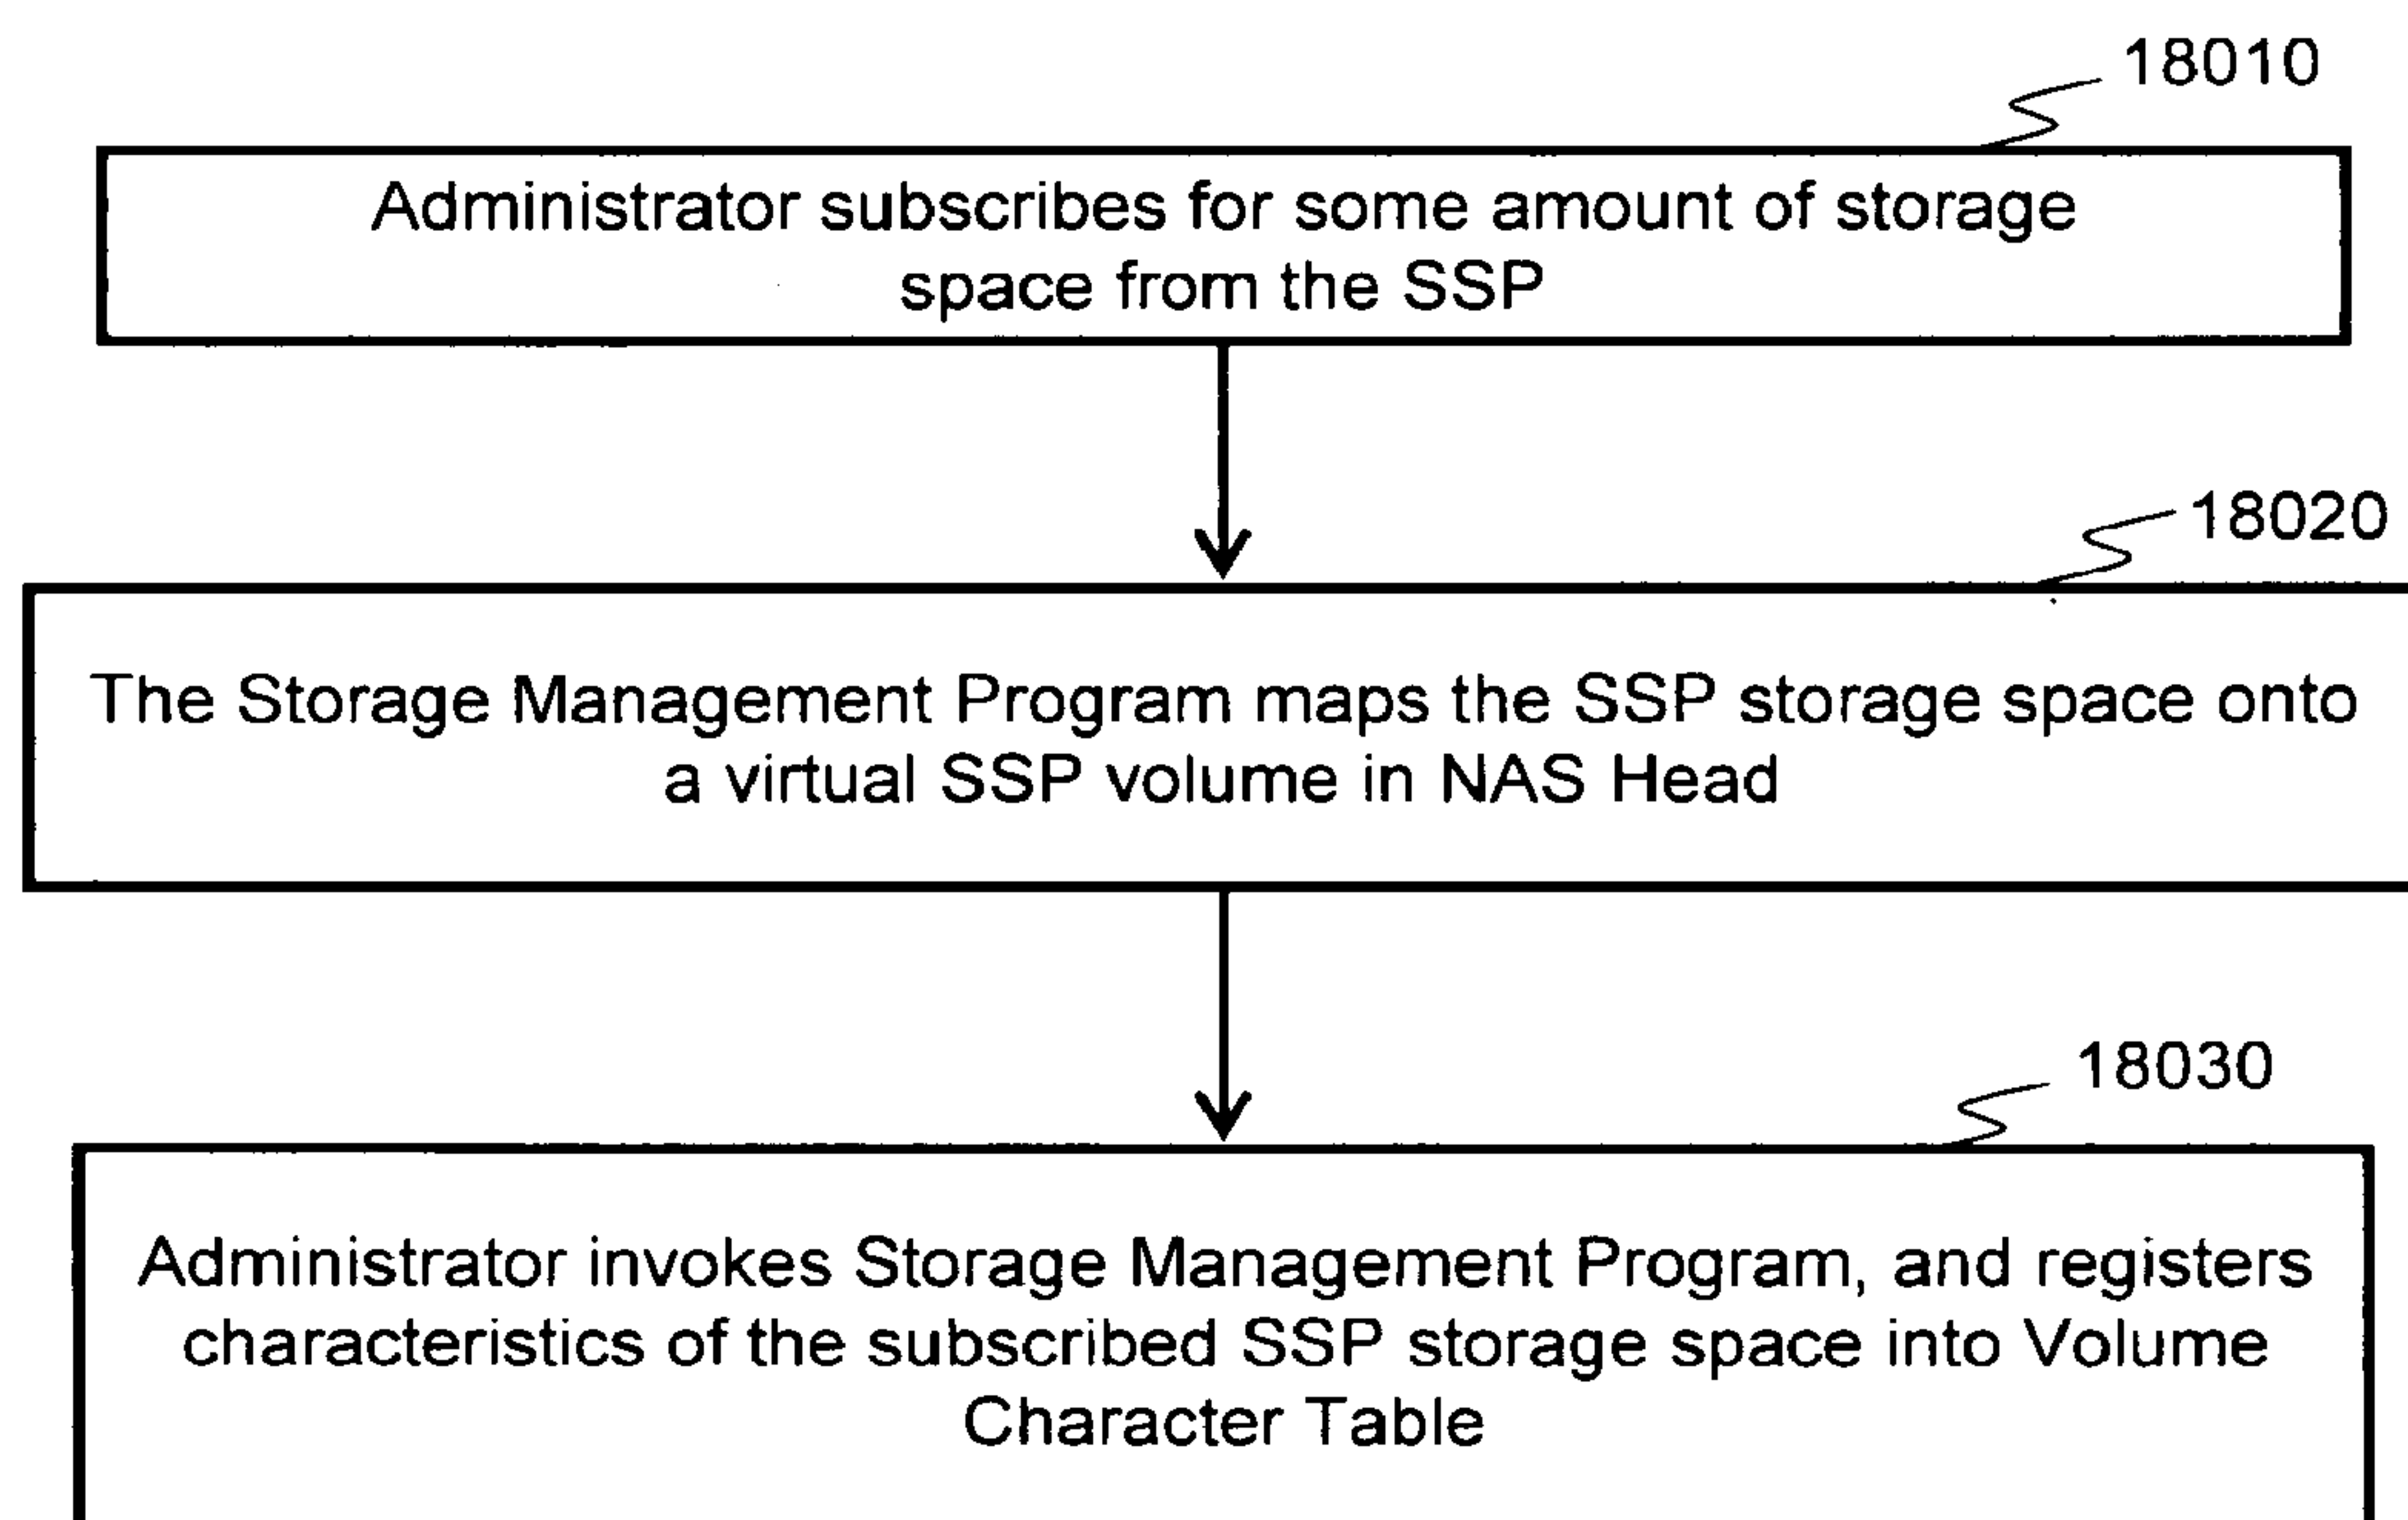 18010
Administrator subscribes for some amount of storage
space from the SSP
18020
The Storage Management Program maps the SSP storage space onto
a virtual SSP volume in NAS Head
18030
Administrator invokes Storage Management Program, and registers
characteristics of the subscribed SSP storage space into Volume
Character Table